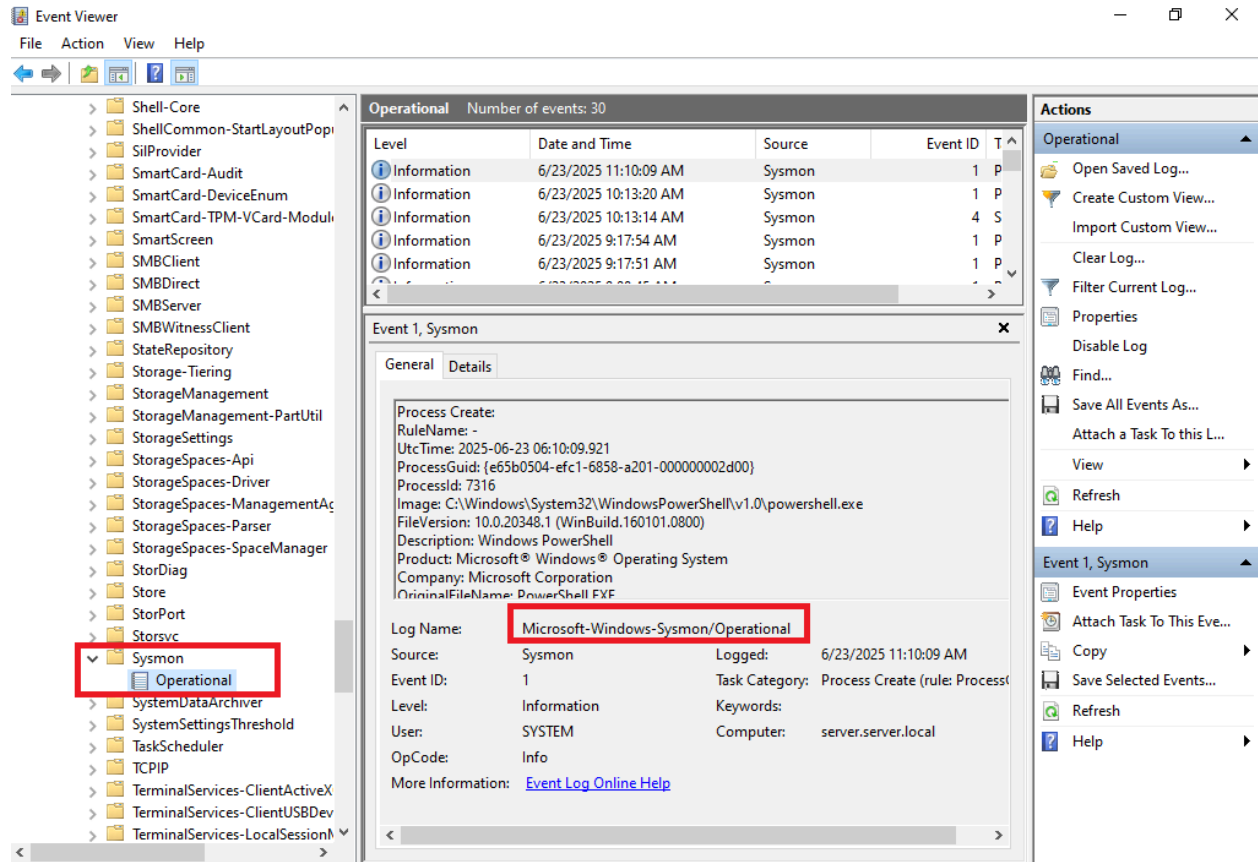 Event Viewer
File Action View Help
Shell-Core
ShellCommon-StartLayoutPopu
SilProvider
SmartCard-Audit
SmartCard-DeviceEnum
SmartCard-TPM-VCard-Module
SmartScreen
SMBClient
SMBDirect
SMBServer
SMBWitnessClient
StateRepository
Storage-Tiering
StorageManagement
StorageManagement-PartUtil
StorageSettings
StorageSpaces-Api
StorageSpaces-Driver
StorageSpaces-ManagementAg
StorageSpaces-Parser
StorageSpaces-SpaceManager
StorDiag
Store
StorPort
Storsvc
Sysmon
Operational
SystemDataArchiver
SystemSettingsThreshold
TaskScheduler
TCPIP
TerminalServices-ClientActiveX
TerminalServices-ClientUSBDev
TerminalServices-LocalSessionM
Operational Number of events: 30
Level Date and Time Source Event ID T
Information 6/23/2025 11:10:09 AM Sysmon 1 P
Information 6/23/2025 10:13:20 AM Sysmon 1 P
Information 6/23/2025 10:13:14 AM Sysmon 4 S
Information 6/23/2025 9:17:54 AM Sysmon 1 P
Information 6/23/2025 9:17:51 AM Sysmon 1 P
Event 1, Sysmon
General Details
Process Create:
RuleName: -
UtcTime: 2025-06-23 06:10:09.921
ProcessGuid: {e65b0504-efc1-6858-a201-000000002d00}
ProcessId: 7316
Image: C:\Windows\System32\WindowsPowerShell\v1.0\powershell.exe
FileVersion: 10.0.20348.1 (WinBuild.160101.0800)
Description: Windows PowerShell
Product: Microsoft® Windows® Operating System
Company: Microsoft Corporation
OriginalFileName: PowerShell.EXE
Log Name: Microsoft-Windows-Sysmon/Operational
Source: Sysmon Logged: 6/23/2025 11:10:09 AM
Event ID: 1 Task Category: Process Create (rule: Process
Level: Information Keywords:
User: SYSTEM Computer: server.server.local
OpCode: Info
More Information: Event Log Online Help
Actions
Operational
Open Saved Log...
Create Custom View...
Import Custom View...
Clear Log...
Filter Current Log...
Properties
Disable Log
Find...
Save All Events As...
Attach a Task To this L...
View
Refresh
Help
Event 1, Sysmon
Event Properties
Attach Task To This Eve...
Copy
Save Selected Events...
Refresh
Help